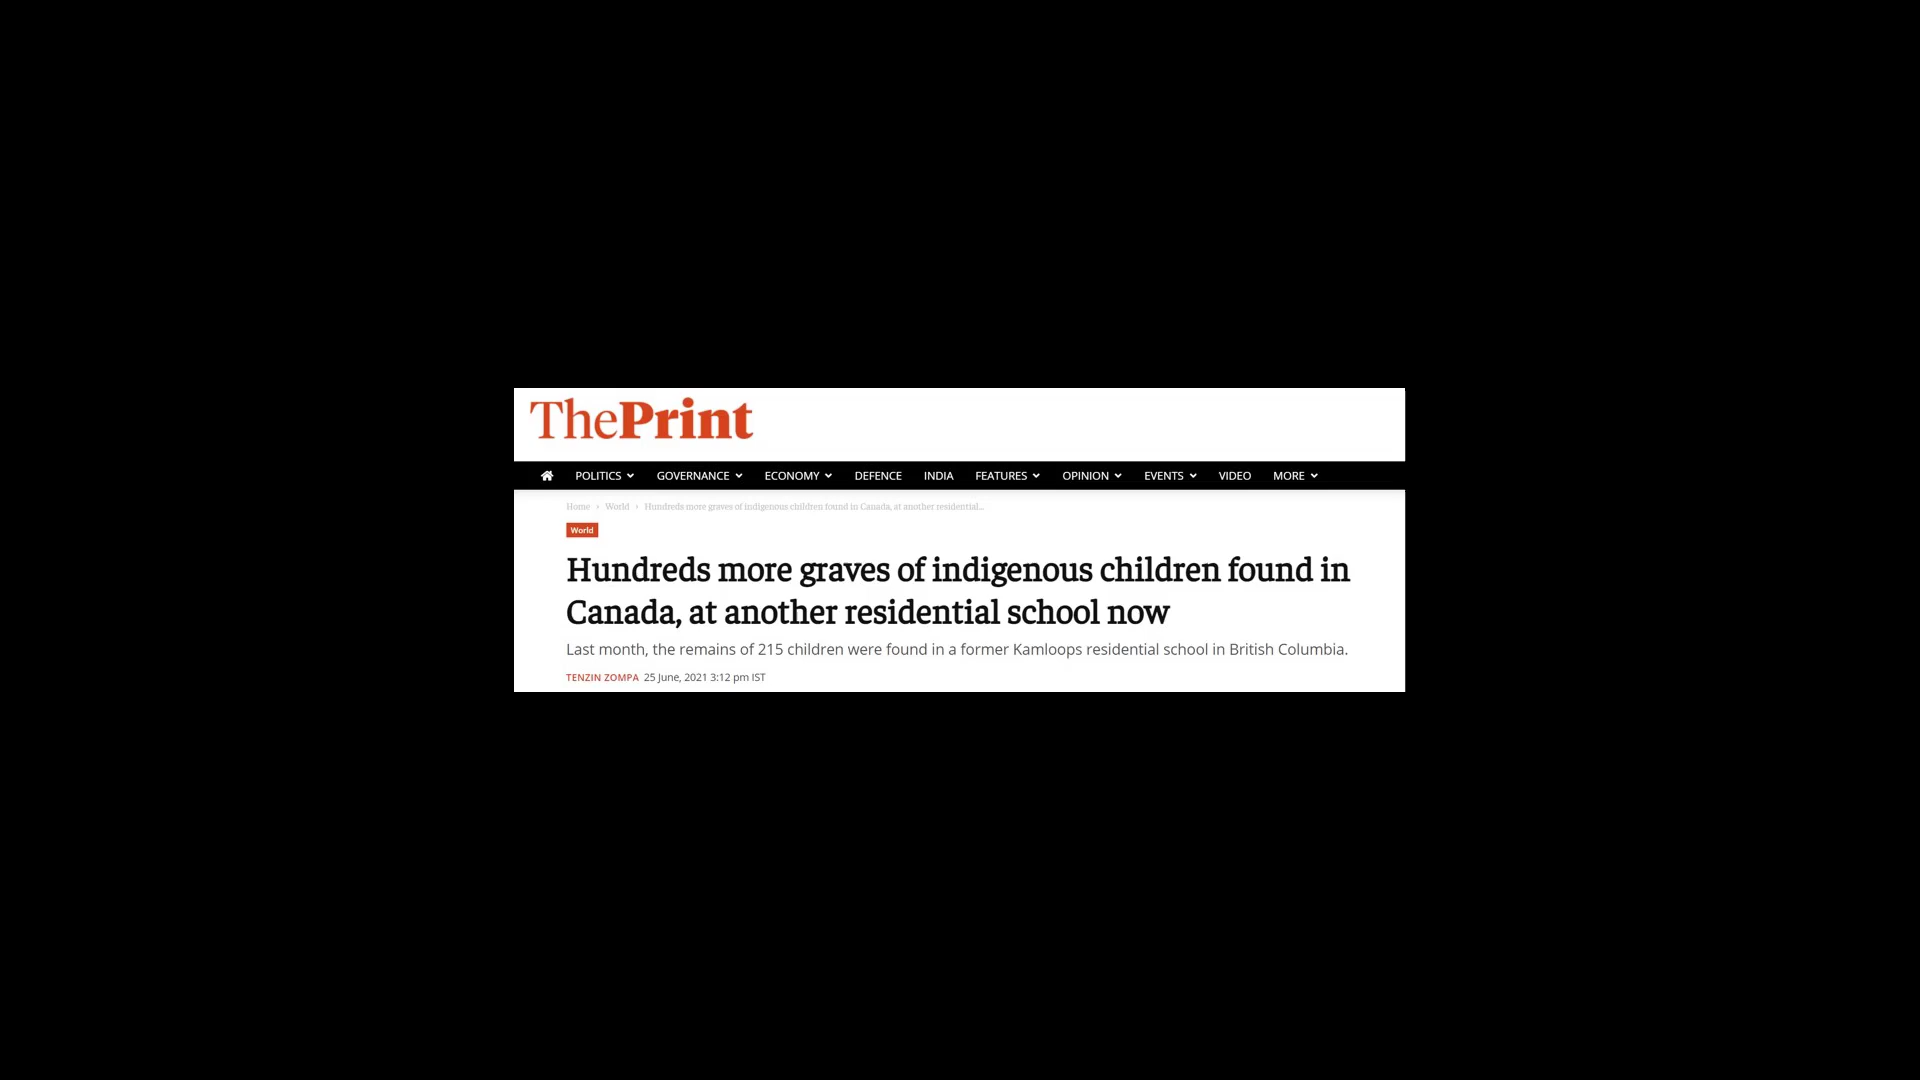 ThePrint
POLITICS GOVERNANCE ECONOMY DEFENCE INDIA FEATURES OPINION EVENTS VIDEO MORE
Home › World › Hundreds more graves of indigenous children found in Canada, at another residential...
World
Hundreds more graves of indigenous children found in
Canada, at another residential school now
Last month, the remains of 215 children were found in a former Kamloops residential school in British Columbia.
TENZIN ZOMPA 25 June, 2021 3:12 pm IST